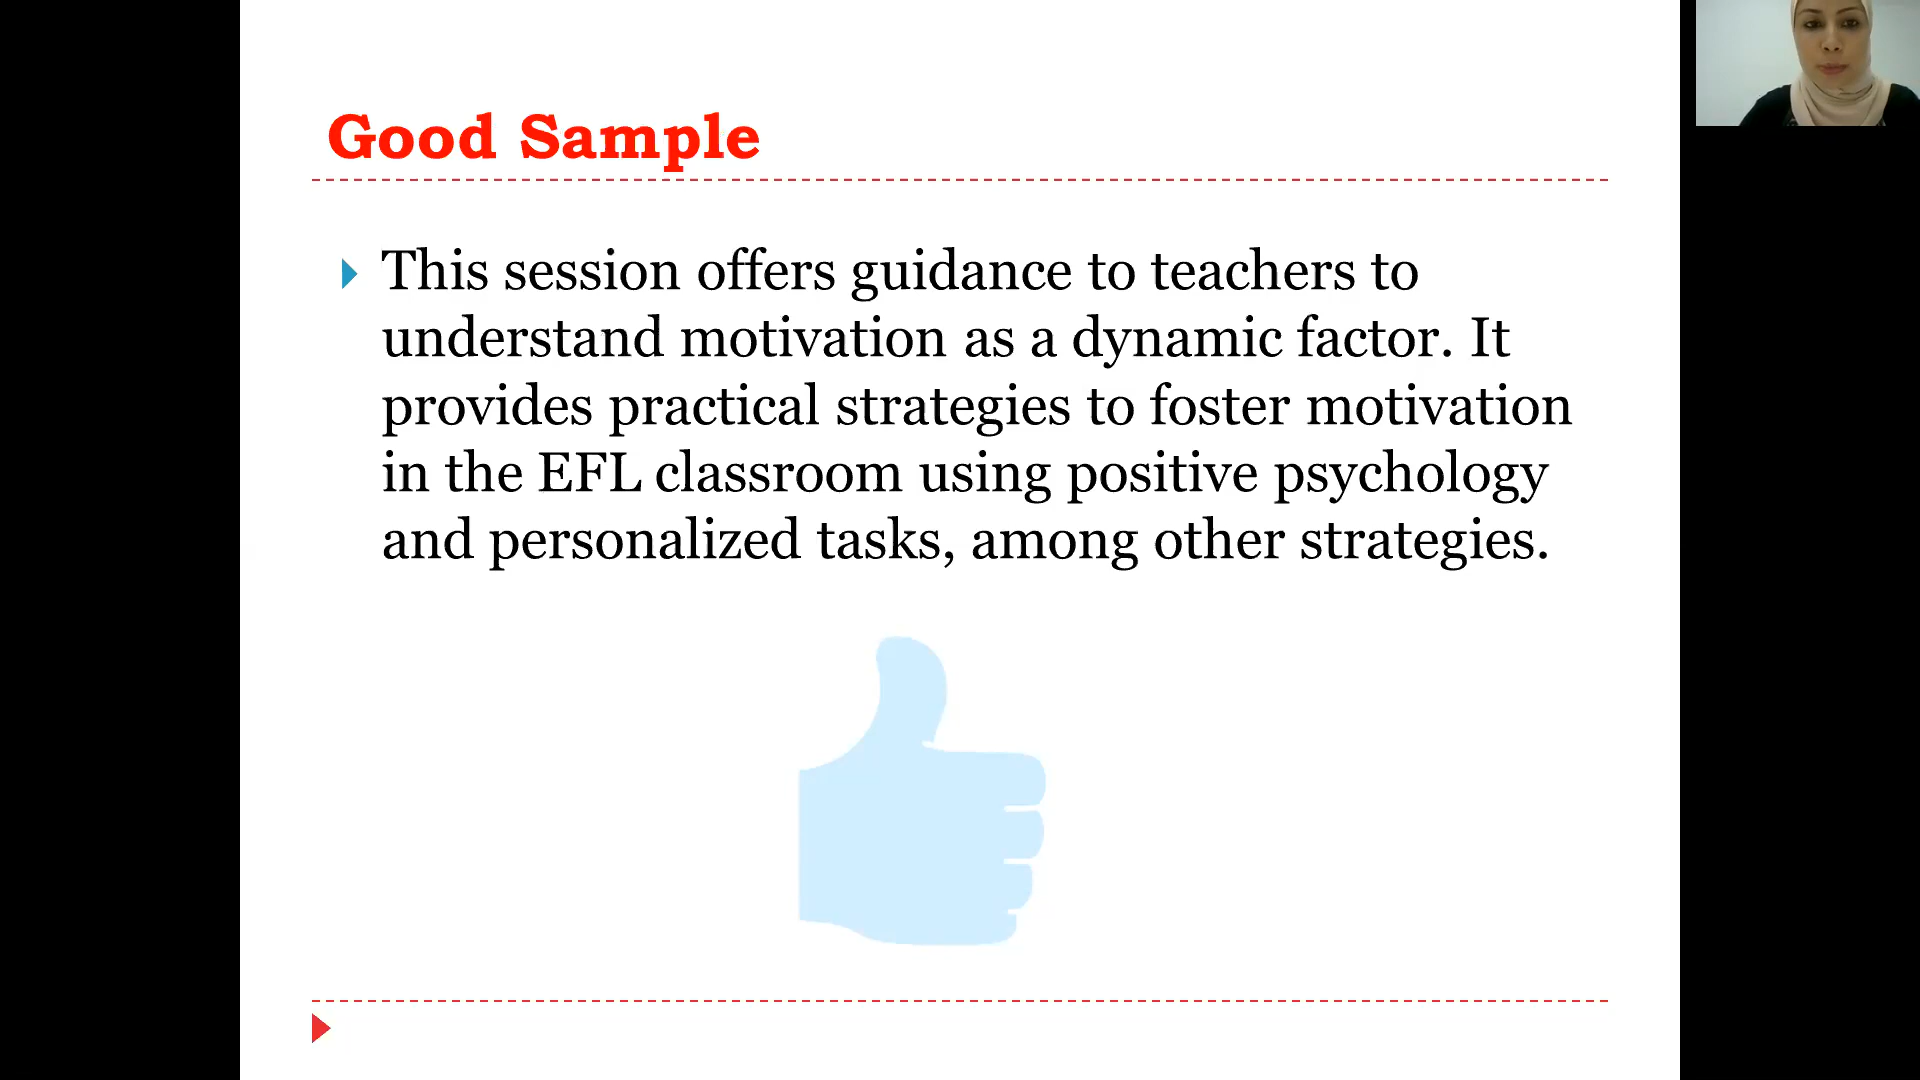 Good Sample
This session offers guidance to teachers to
understand motivation as a dynamic factor. It
provides practical strategies to foster motivation
in the EFL classroom using positive psychology
and personalized tasks, among other strategies.